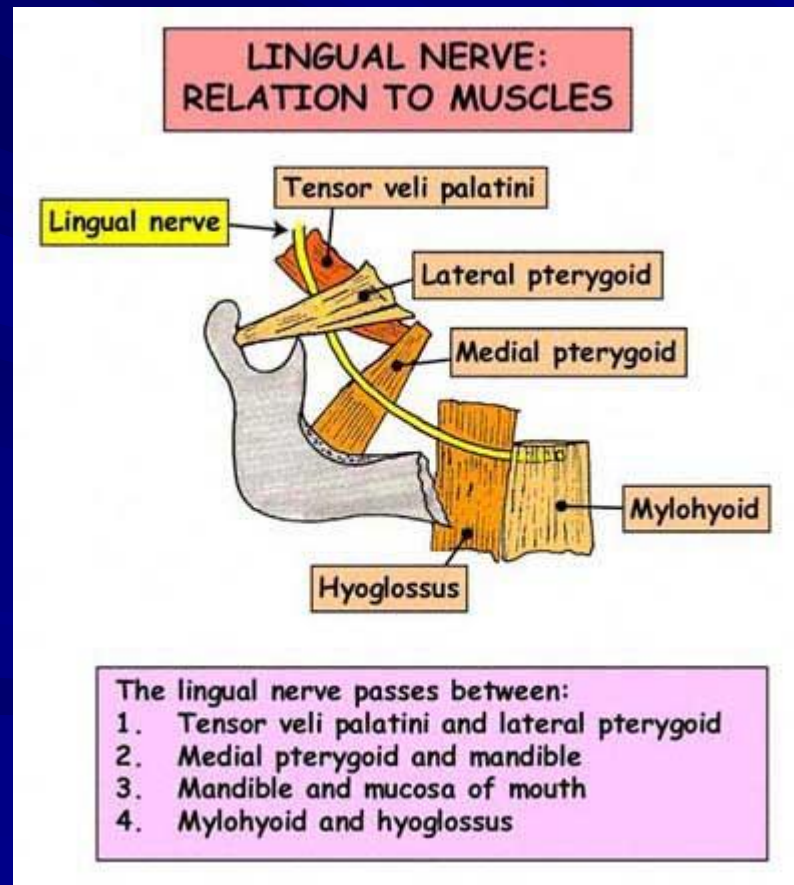 LINGUAL NERVE:
RELATION TO MUSCLES
Tensor veli palatini
Lingual nerve
Lateral pterygoid
Medial pterygoid
Mylohyoid
Hyoglossus
The lingual nerve passes between:
1. Tensor veli palatini and lateral pterygoid
2. Medial pterygoid and mandible
3. Mandible and mucosa of mouth
4. Mylohyoid and hyoglossus